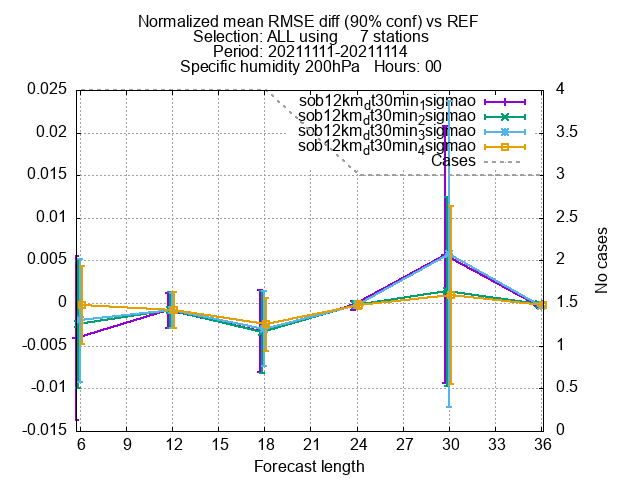 Normalized mean RMSE diff (90% conf) vs REF
Selection: ALL using 7 stations
Period: 20211111-20211114
Specific humidity 200hPa Hours: 00
sob12km_dt30min_1sigmao
sob12km_dt30min_2sigmao
sob12km_dt30min_3sigmao
sob12km_dt30min_4sigmao
Cases
0.025
0.02
0.015
0.01
0.005
0
-0.005
-0.01
-0.015
4
3.5
3
2.5
2
1.5
1
0.5
0
No cases
6 9 12 15 18 21 24 27 30 33 36
Forecast length